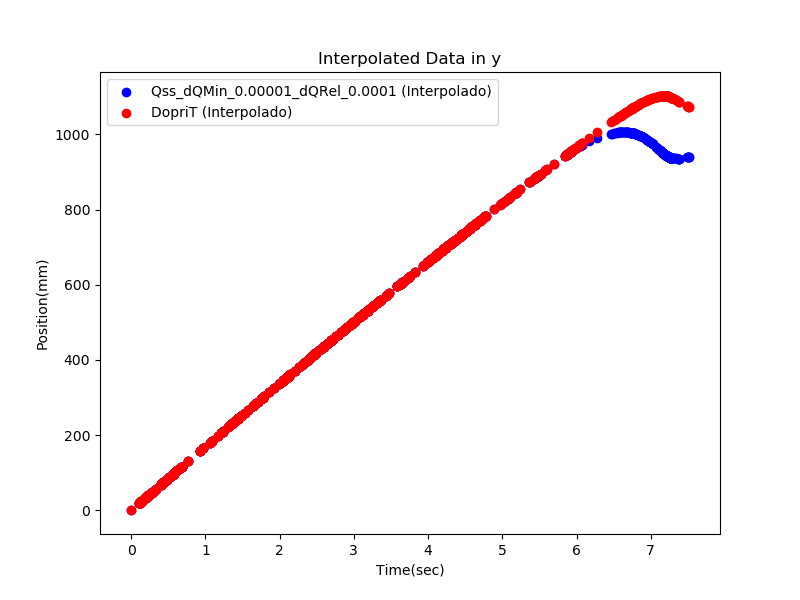 Interpolated Data in y
Qss_dQMin_0.00001_dQRel_0.0001 (Interpolado)
DopriT (Interpolado)
1000
800
600
400
200
0
Position(mm)
0 1 2 3 4 5 6 7
Time(sec)